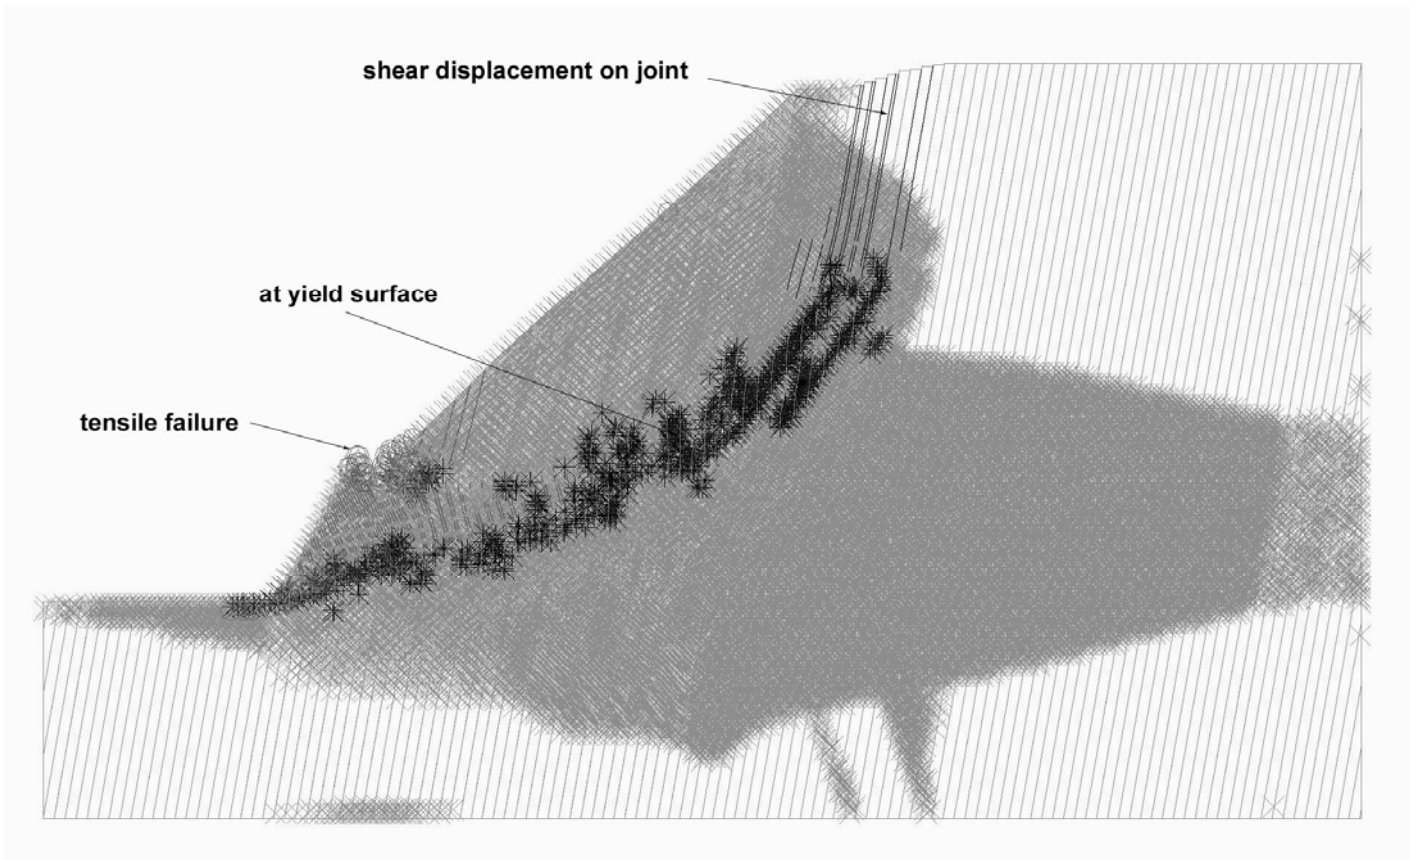 shear displacement on joint
at yield surface
tensile failure